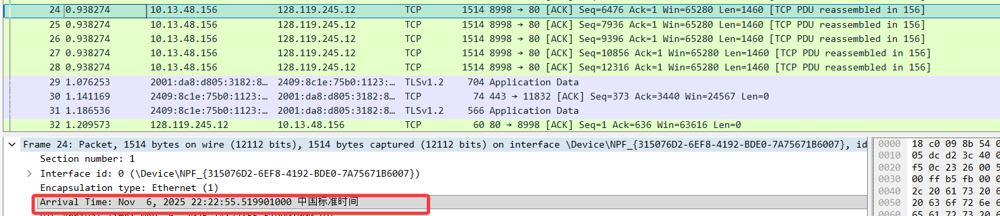 24 0.938274 10.13.48.156 128.119.245.12 TCP 1514 8998 → 80 [ACK] Seq=6476 Ack=1 Win=65280 Len=1460 [TCP PDU reassembled in 156]
25 0.938274 10.13.48.156 128.119.245.12 TCP 1514 8998 → 80 [ACK] Seq=7936 Ack=1 Win=65280 Len=1460 [TCP PDU reassembled in 156]
26 0.938274 10.13.48.156 128.119.245.12 TCP 1514 8998 → 80 [ACK] Seq=9396 Ack=1 Win=65280 Len=1460 [TCP PDU reassembled in 156]
27 0.938274 10.13.48.156 128.119.245.12 TCP 1514 8998 → 80 [ACK] Seq=10856 Ack=1 Win=65280 Len=1460 [TCP PDU reassembled in 156]
28 0.938274 10.13.48.156 128.119.245.12 TCP 1514 8998 → 80 [ACK] Seq=12316 Ack=1 Win=65280 Len=1460 [TCP PDU reassembled in 156]
29 1.076253 2001:da8:d805:3182:8… 2409:8c1e:75b0:1123:… TLSv1.2 704 Application Data
30 1.141169 2409:8c1e:75b0:1123:… 2001:da8:d805:3182:8… TCP 74 443 → 11832 [ACK] Seq=373 Ack=3440 Win=24567 Len=0
31 1.186536 2409:8c1e:75b0:1123:… 2001:da8:d805:3182:8… TLSv1.2 566 Application Data
32 1.209573 128.119.245.12 10.13.48.156 TCP 60 80 → 8998 [ACK] Seq=1 Ack=636 Win=63616 Len=0
Frame 24: Packet, 1514 bytes on wire (12112 bits), 1514 bytes captured (12112 bits) on interface \Device\NPF_{315076D2-6EF8-4192-BDE0-7A75671B6007}, id
Section number: 1
Interface id: 0 (\Device\NPF_{315076D2-6EF8-4192-BDE0-7A75671B6007})
Encapsulation type: Ethernet (1)
Arrival Time: Nov  6, 2025 22:22:55.519901000 中国标准时间
0000 18 c0 09 8b 54 0
0010 05 dc d2 3c 40 0
0020 f5 0c 23 26 00 5
0030 00 ff b5 fb 00 0
0040 2c 20 61 73 20 6
0050 20 63 6f 72 6e 6
0060 65 61 72 73 20 6